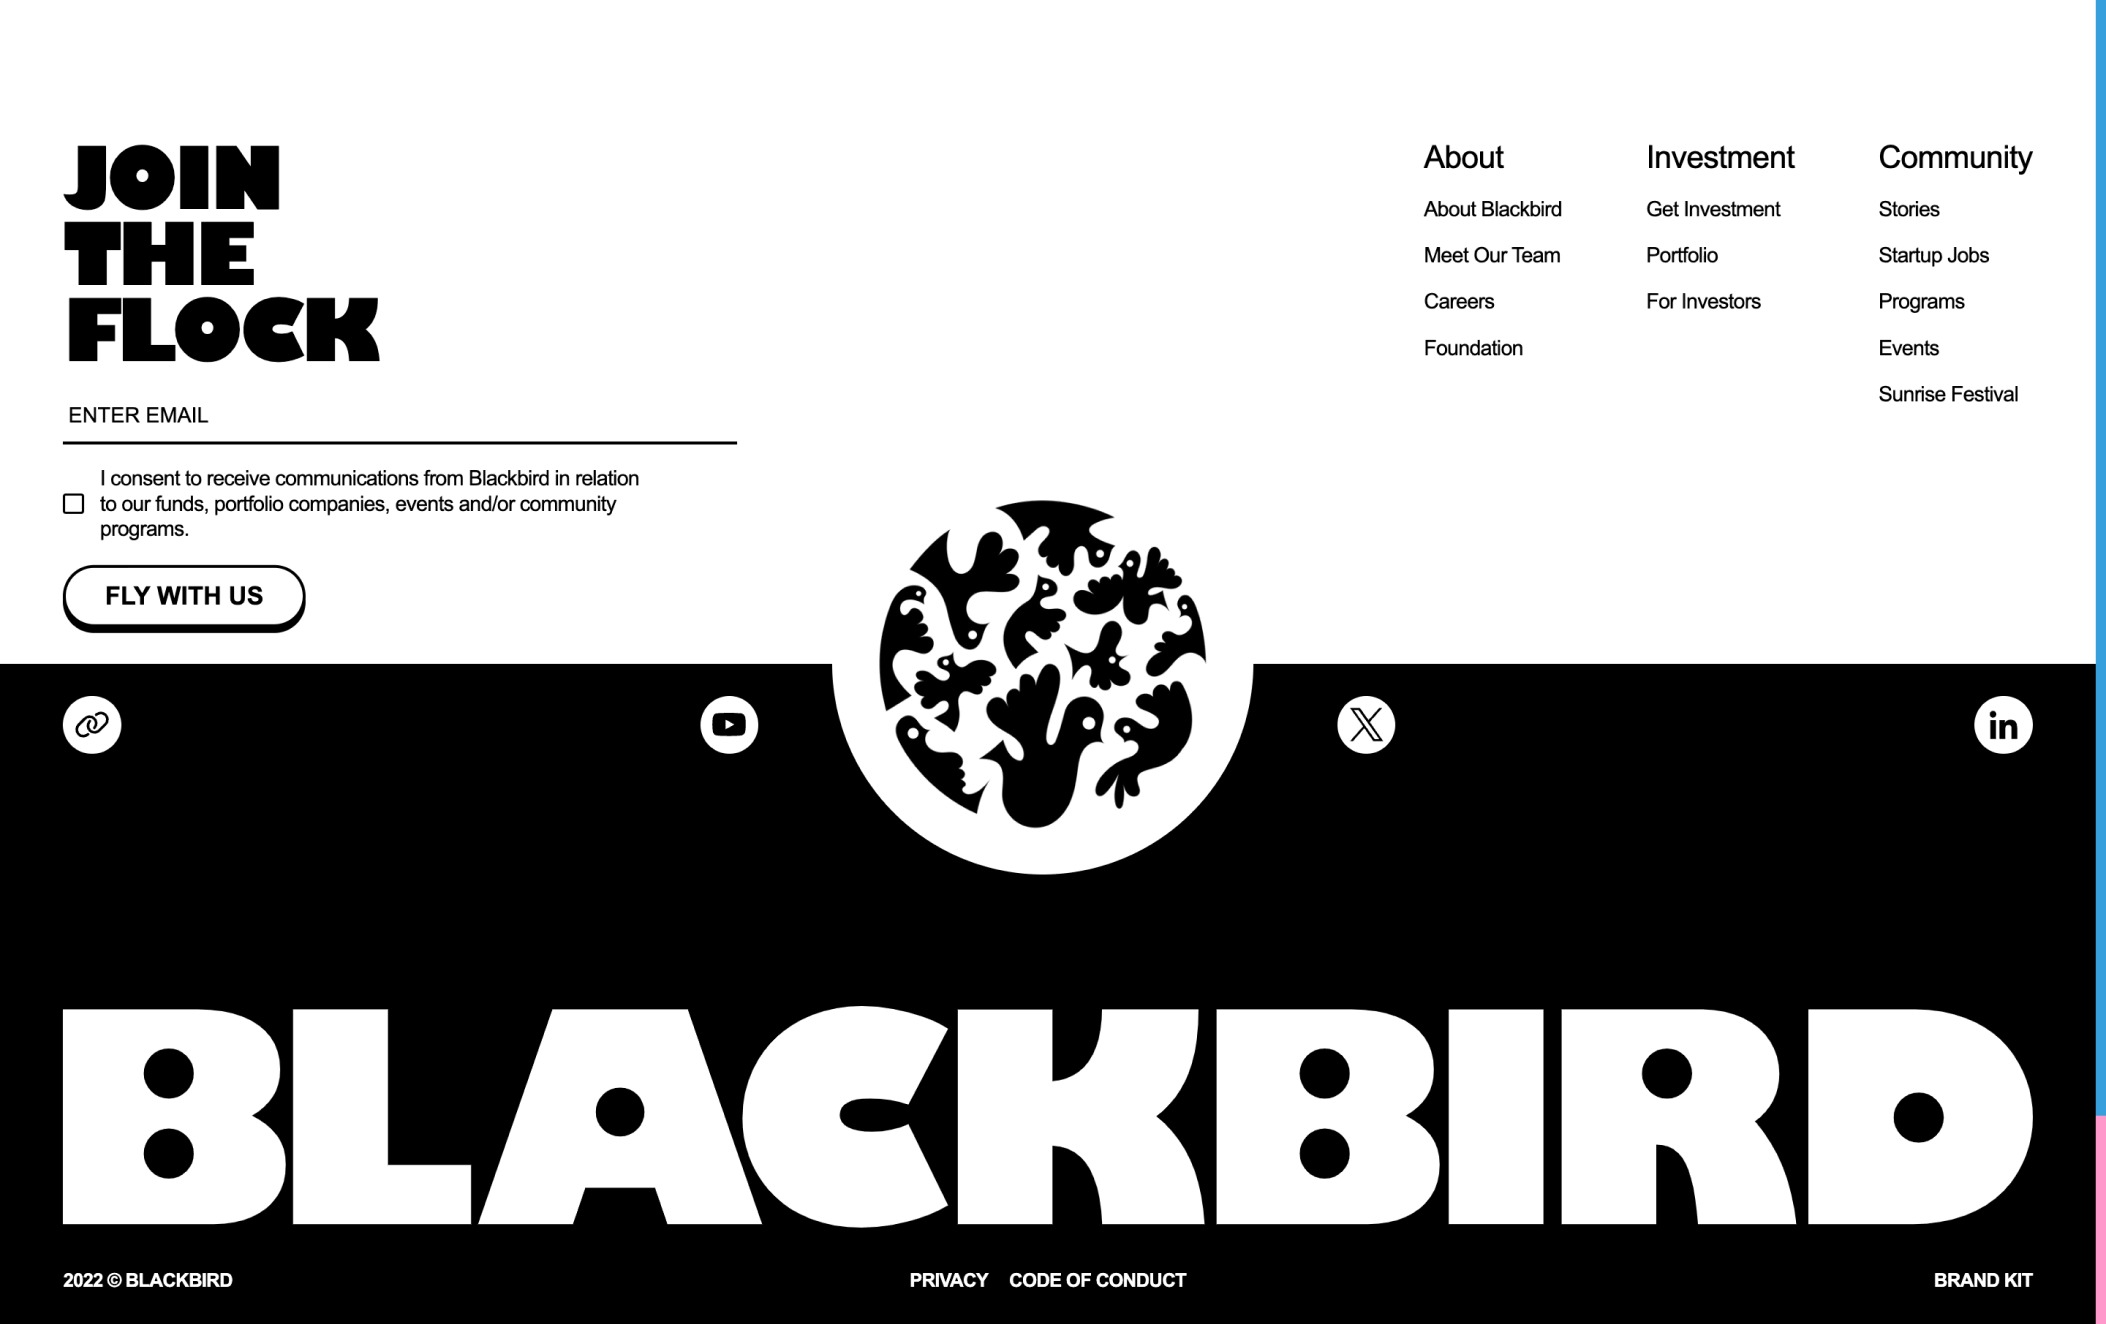 JOIN
THE
FLOCK
ENTER EMAIL
I consent to receive communications from Blackbird in relation
to our funds, portfolio companies, events and/or community
programs.
FLY WITH US
About
About Blackbird
Meet Our Team
Careers
Foundation
Investment
Get Investment
Portfolio
For Investors
Community
Stories
Startup Jobs
Programs
Events
Sunrise Festival
in
BLACKBIRD
2022 © BLACKBIRD
PRIVACY
CODE OF CONDUCT
BRAND KIT